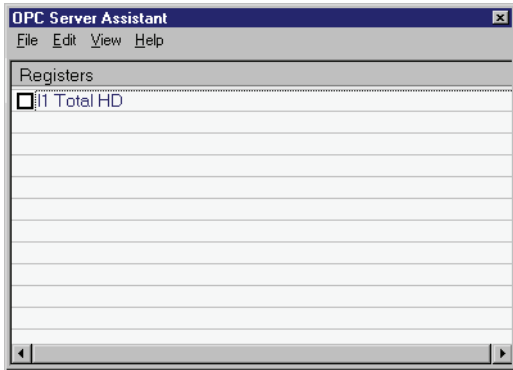 OPC Server Assistant
File Edit View Help
Registers
I1 Total HD